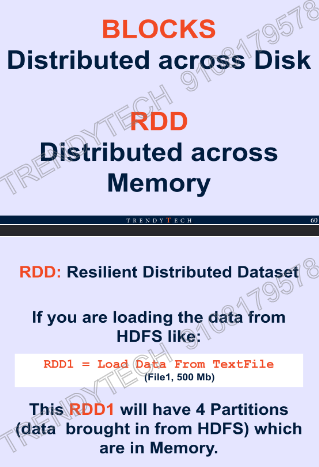 BLOCKS
Distributed across Disk
RDD
Distributed across
Memory
TRENDYTECH 9108179578
TRENDYTECH
60
RDD: Resilient Distributed Dataset
If you are loading the data from
HDFS like:
RDD1 = Load Data From TextFile
(File1, 500 Mb)
This RDD1 will have 4 Partitions
(data brought in from HDFS) which
are in Memory.
TRENDYTECH 9108179578